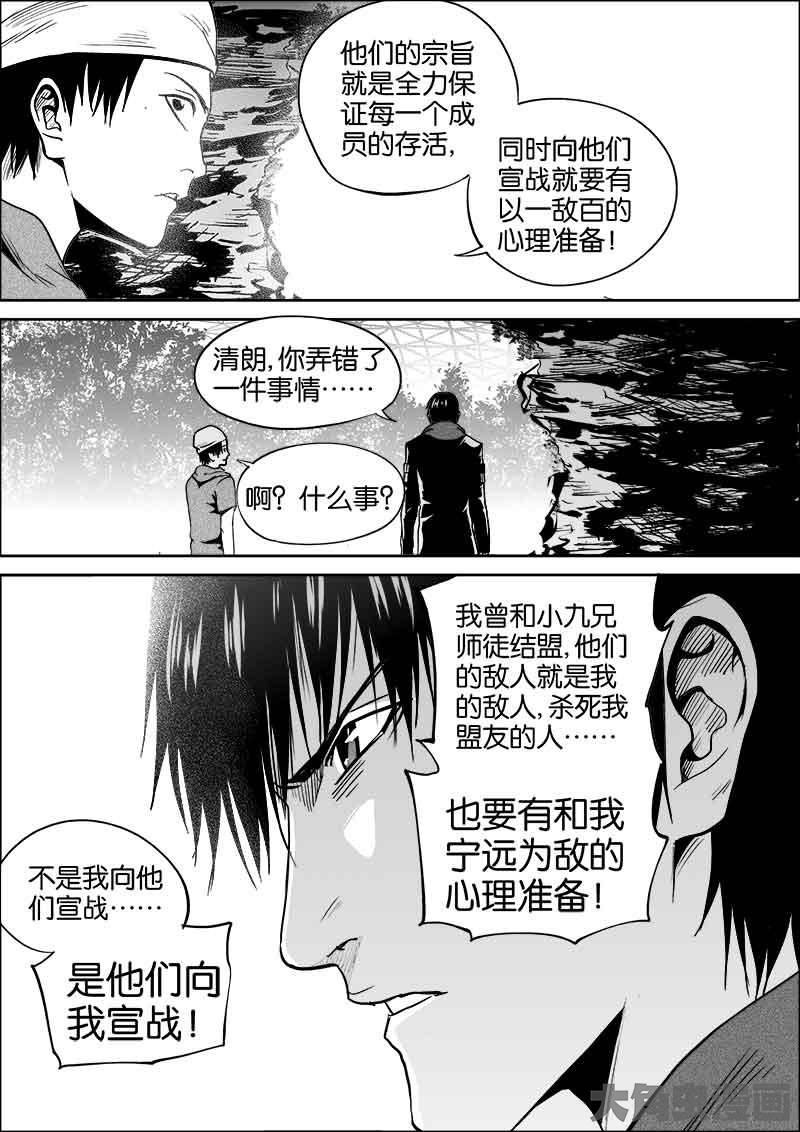 他们的宗旨
就是全力保
证每一个成
员的存活,
同时向他们
宣战就要有
以一敌百的
心理准备!
清朗,你弄错了
一件事情……
啊?什么事?
我曾和小九兄
师徒结盟,他们
的敌人就是我
的敌人,杀死我
盟友的人……
也要有和我
宁远为敌的
心理准备!
不是我向他
们宣战……
是他们向
我宣战!
大角虫漫画